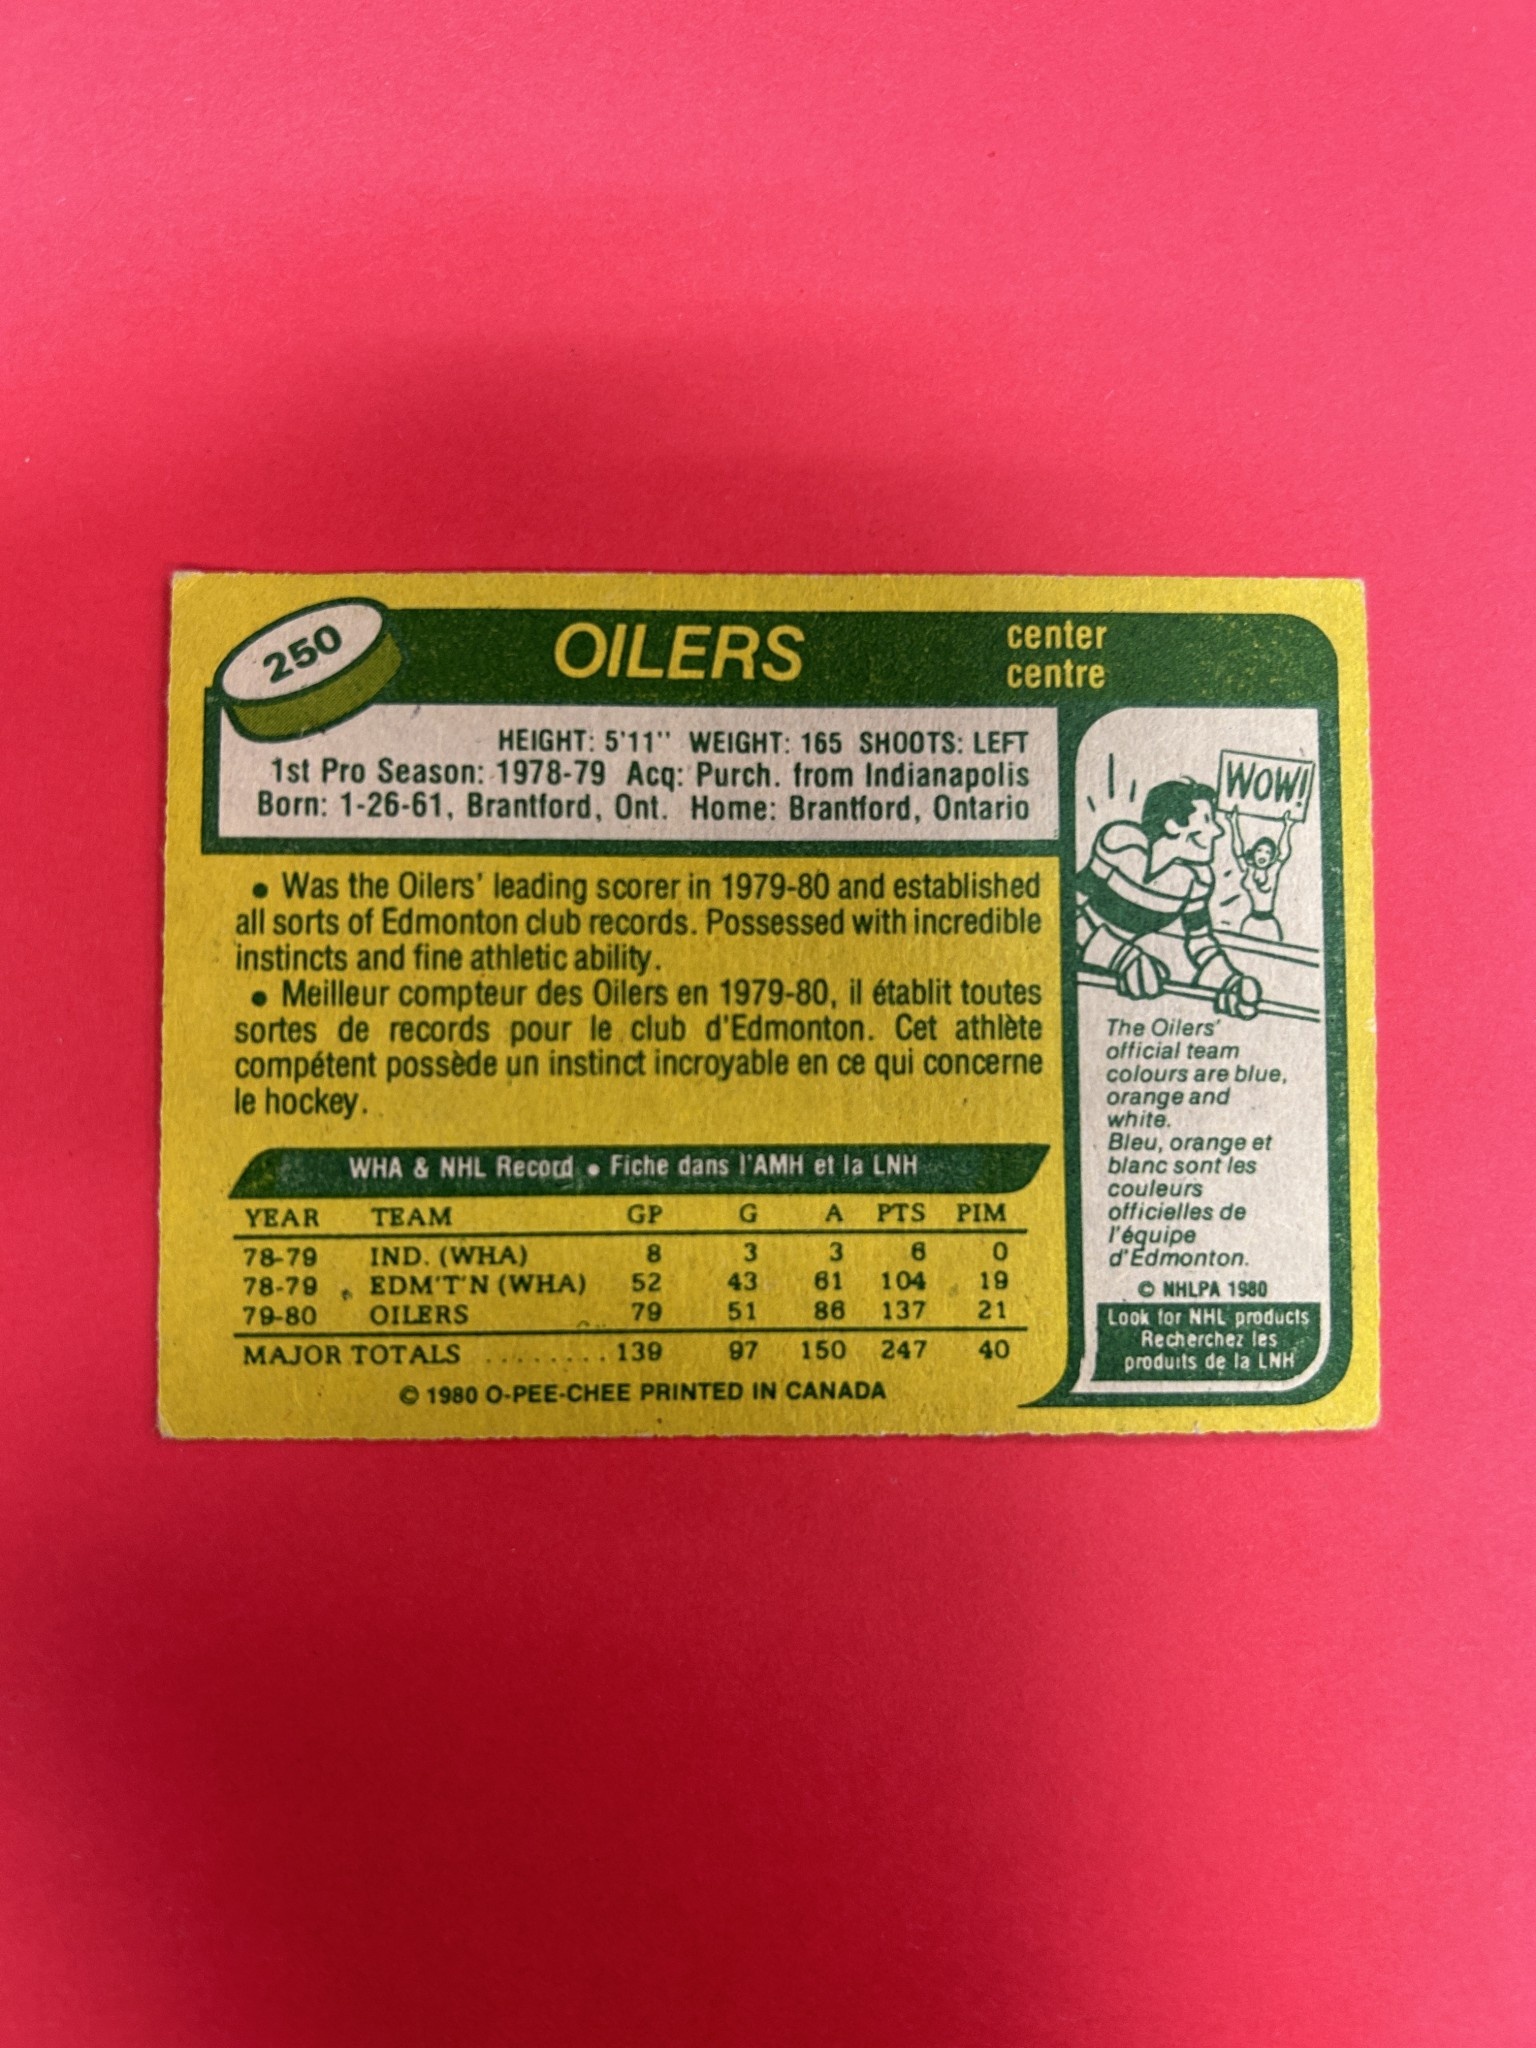 250
OILERS
center
centre
HEIGHT: 5'11" WEIGHT: 165 SHOOTS: LEFT
1st Pro Season: 1978-79 Acq: Purch. from Indianapolis
Born: 1-26-61, Brantford, Ont. Home: Brantford, Ontario
• Was the Oilers' leading scorer in 1979-80 and established
all sorts of Edmonton club records. Possessed with incredible
instincts and fine athletic ability.
• Meilleur compteur des Oilers en 1979-80, il établit toutes
sortes de records pour le club d'Edmonton. Cet athlète
compétent possède un instinct incroyable en ce qui concerne
le hockey.
WHA & NHL Record • Fiche dans l'AMH et la LNH
YEAR TEAM GP G A PTS PIM
78-79 IND. (WHA) 8 3 3 6 0
78-79 EDM'T'N (WHA) 52 43 61 104 19
79-80 OILERS 79 51 86 137 21
MAJOR TOTALS ......... 139 97 150 247 40
© 1980 O-PEE-CHEE PRINTED IN CANADA
WOW!
The Oilers'
official team
colours are blue,
orange and
white.
Bleu, orange et
blanc sont les
couleurs
officielles de
l'équipe
d'Edmonton.
© NHLPA 1980
Look for NHL products
Recherchez les
produits de la LNH